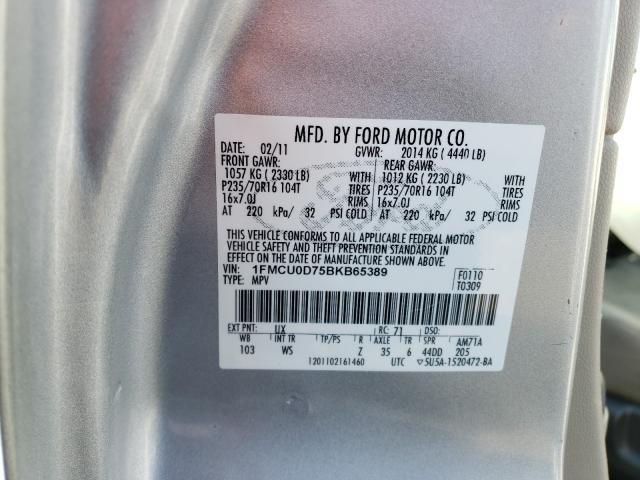 MFD. BY FORD MOTOR CO.
DATE: 02/11 GVWR: 2014 KG ( 4440 LB)
FRONT GAWR: REAR GAWR:
1057 KG ( 2330 LB) 1012 KG ( 2230 LB)
P235/70R16 104T WITH TIRES P235/70R16 104T WITH TIRES
16x7.0J RIMS 16x7.0J RIMS
AT 220 kPa/ 32 PSI COLD AT 220 kPa/ 32 PSI COLD
THIS VEHICLE CONFORMS TO ALL APPLICABLE FEDERAL MOTOR
VEHICLE SAFETY AND THEFT PREVENTION STANDARDS IN
EFFECT ON THE DATE OF MANUFACTURE SHOWN ABOVE.
VIN: 1FMCU0D75BKB65389 F0110
TYPE: MPV T0309
EXT PNT: UX RC: 71 DSO:
WB INT TR TP/PS R AXLE TR SPR AM71A
103 WS Z 35 6 44DD 205
1201102161460 UTC ▽5U5A-1520472-BA